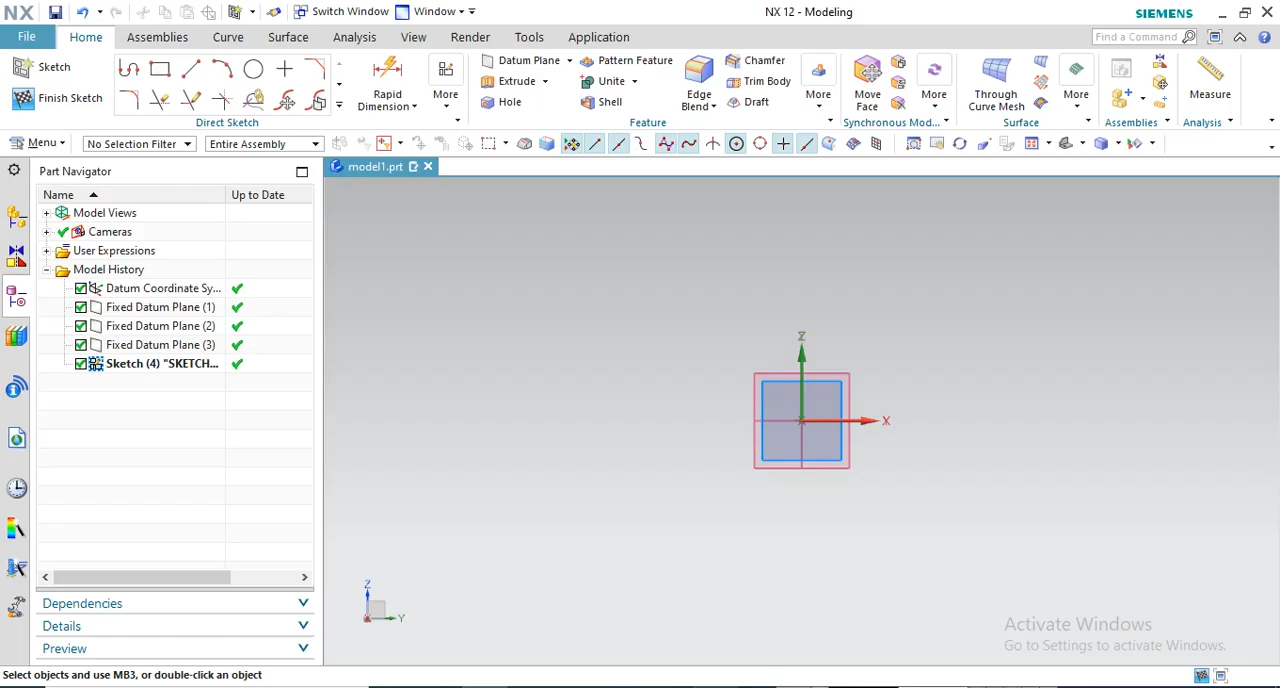 NX Switch Window Window NX 12 - Modeling SIEMENS
File Home Assemblies Curve Surface Analysis View Render Tools Application Find a Command
Sketch
Finish Sketch
Direct Sketch
Rapid
Dimension
More
Datum Plane Pattern Feature
Extrude Unite
Hole Shell
Edge
Blend
Chamfer
Trim Body
Draft
More
Feature
Move
Face
More
Synchronous Mod...
Through
Curve Mesh
More
Surface
Assemblies
Measure
Analysis
Menu No Selection Filter Entire Assembly
Part Navigator
model1.prt
Name Up to Date
Model Views
Cameras
User Expressions
Model History
Datum Coordinate Sy...
Fixed Datum Plane (1)
Fixed Datum Plane (2)
Fixed Datum Plane (3)
Sketch (4) "SKETCH...
Z
X
Z
Y
Dependencies
Details
Preview
Activate Windows
Go to Settings to activate Windows.
Select objects and use MB3, or double-click an object